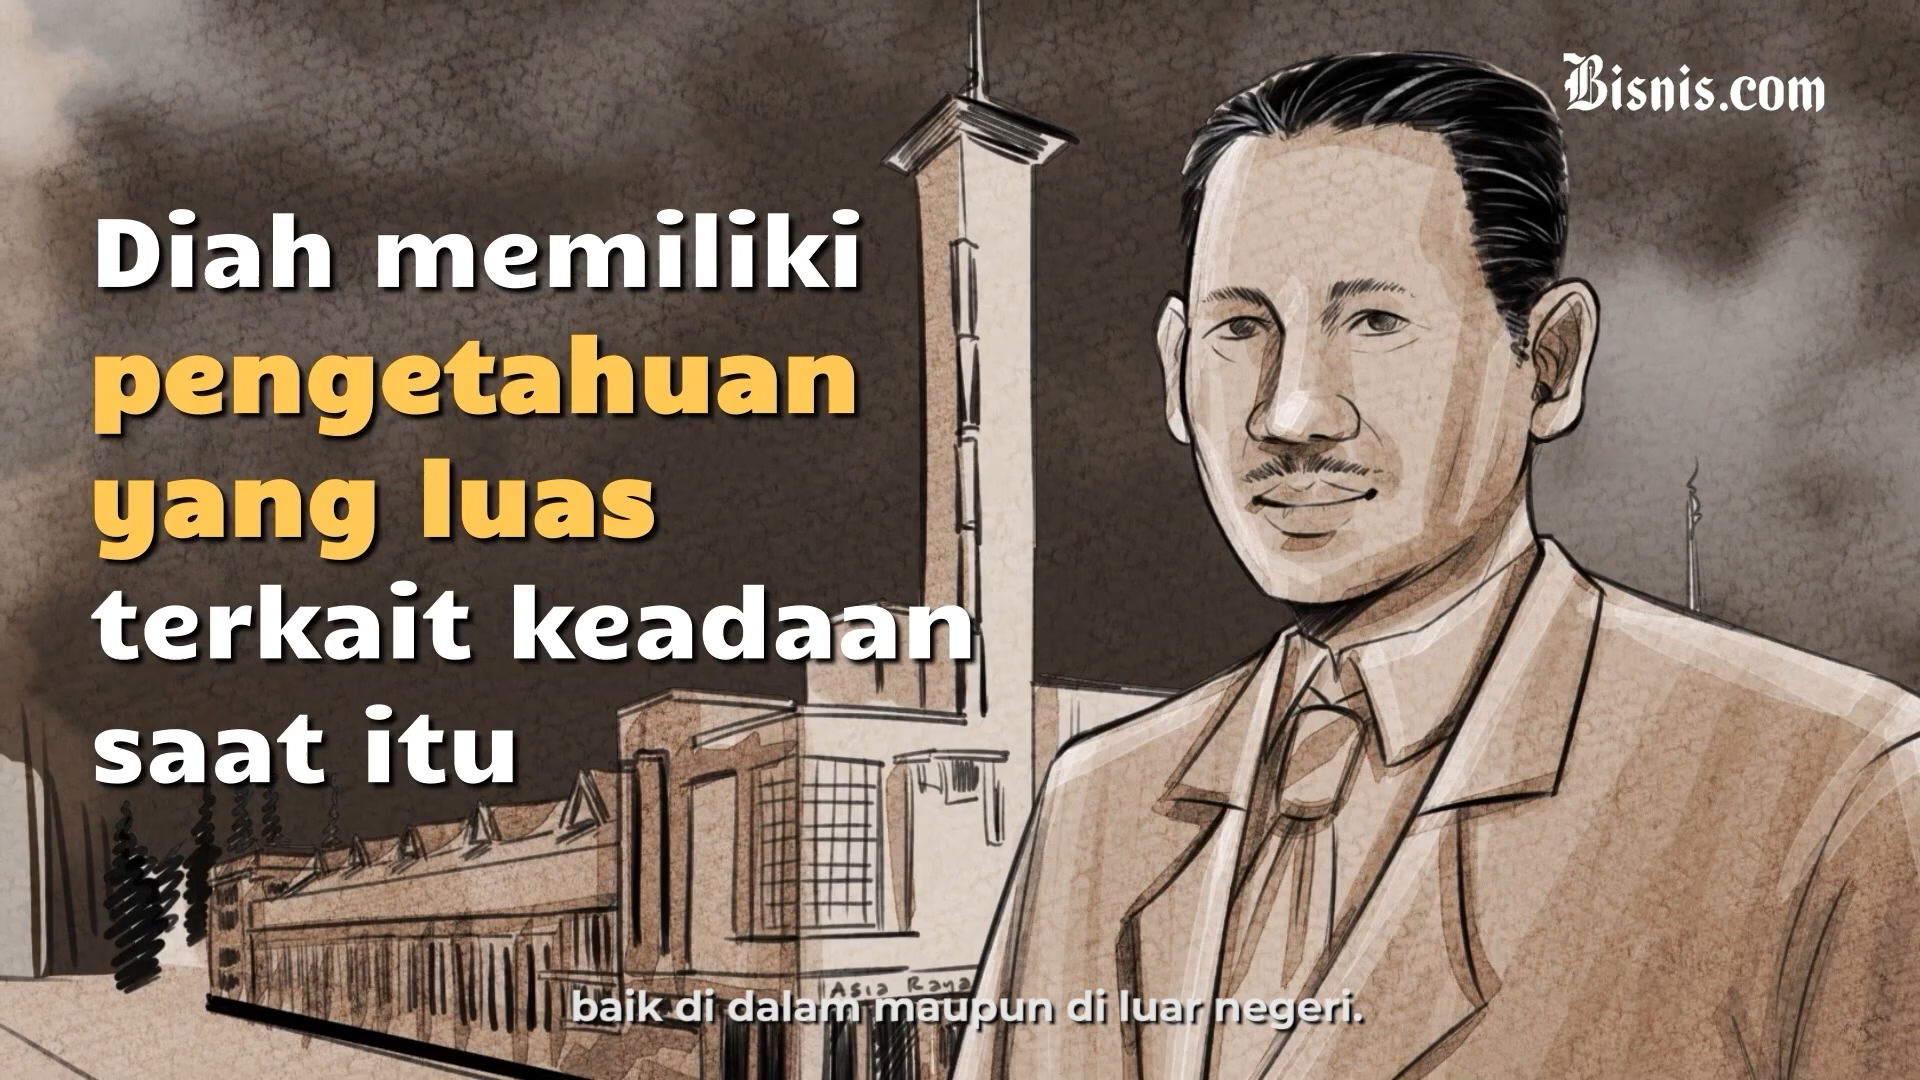 Bisnis.com
Diah memiliki
pengetahuan
yang luas
terkait keadaan
saat itu
Asia Raya
baik di dalam maupun di luar negeri.